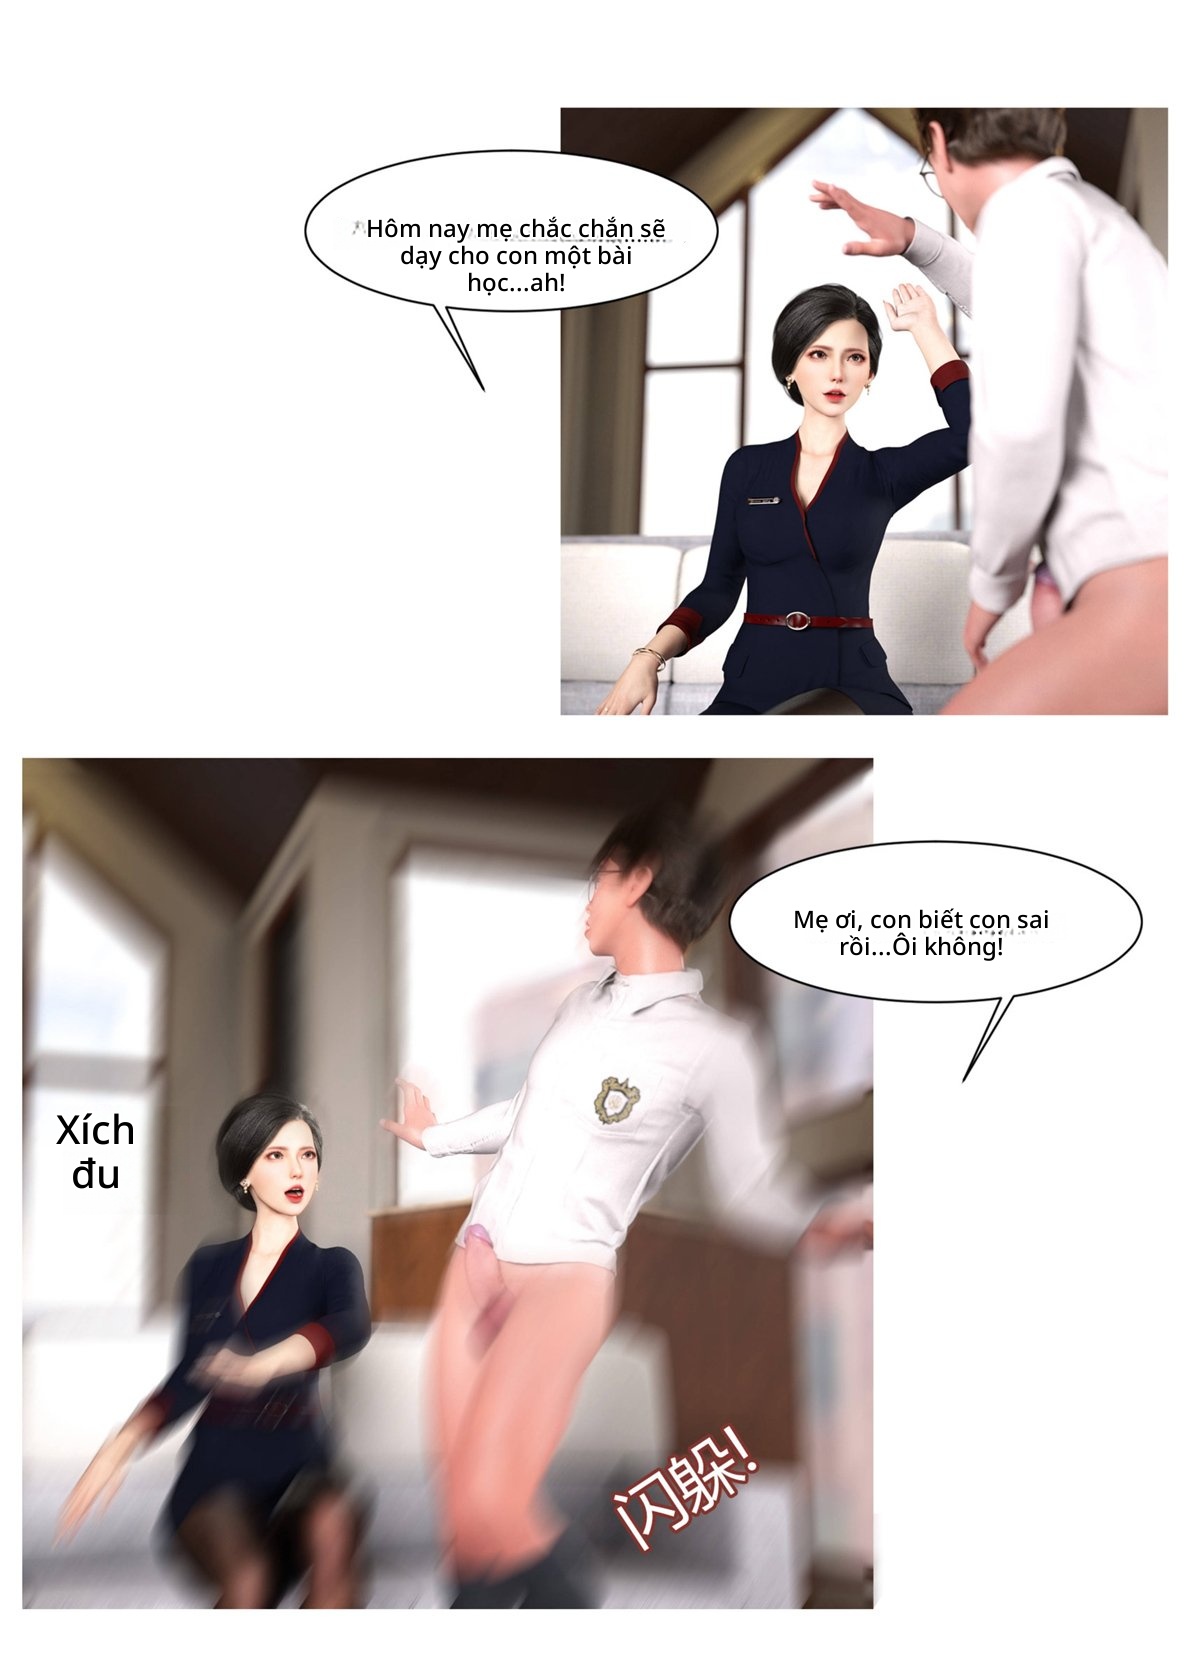 Hôm nay mẹ chắc chắn sẽ
dạy cho con một bài
học...ah!
Mẹ ơi, con biết con sai
rồi...Ôi không!
Xích
đu
闪躲!